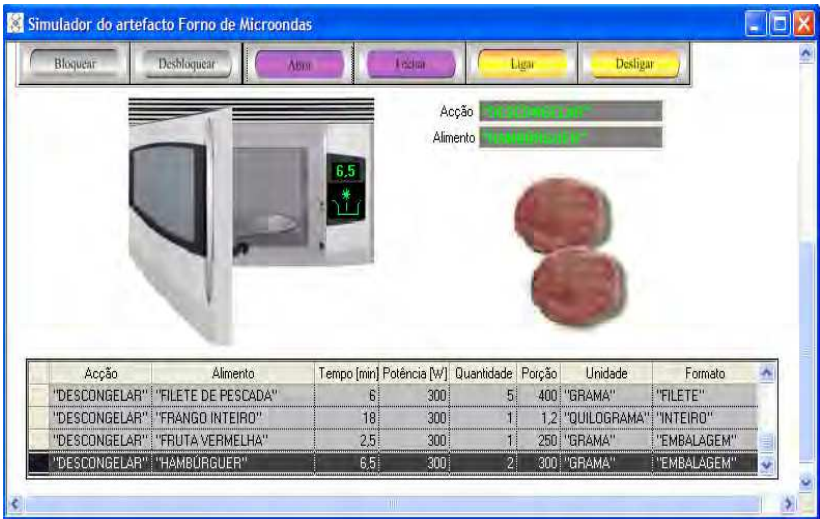 Simulador do artefacto Forno de Microondas
Bloquear Desbloquear Abrir Fechar Ligar Desligar
Acção "DESCONGELAR"
Alimento "HAMBÚRGUER"
6,5
Acção Alimento Tempo [min] Potência [W] Quantidade Porção Unidade Formato
"DESCONGELAR" "FILETE DE PESCADA" 6 300 5 400 "GRAMA" "FILETE"
"DESCONGELAR" "FRANGO INTEIRO" 18 300 1 1,2 "QUILOGRAMA" "INTEIRO"
"DESCONGELAR" "FRUTA VERMELHA" 2,5 300 1 250 "GRAMA" "EMBALAGEM"
"DESCONGELAR" "HAMBÚRGUER" 6,5 300 2 300 "GRAMA" "EMBALAGEM"